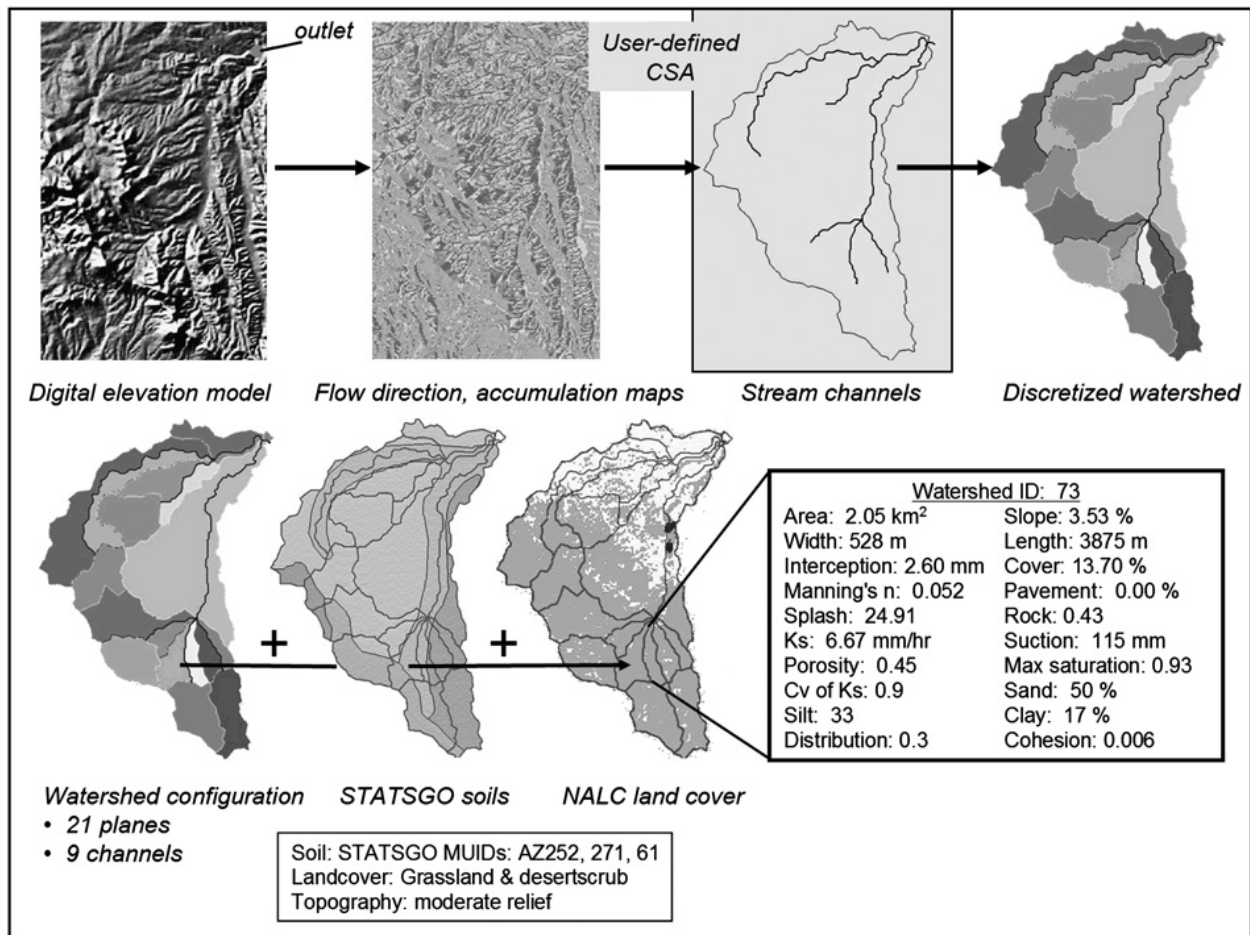 outlet
User-defined
CSA
Digital elevation model
Flow direction, accumulation maps
Stream channels
Discretized watershed
+
+
Watershed ID: 73
Area: 2.05 km²
Slope: 3.53 %
Width: 528 m
Length: 3875 m
Interception: 2.60 mm
Cover: 13.70 %
Manning's n: 0.052
Pavement: 0.00 %
Splash: 24.91
Rock: 0.43
Ks: 6.67 mm/hr
Suction: 115 mm
Porosity: 0.45
Max saturation: 0.93
Cv of Ks: 0.9
Sand: 50 %
Silt: 33
Clay: 17 %
Distribution: 0.3
Cohesion: 0.006
Watershed configuration
• 21 planes
• 9 channels
STATSGO soils
NALC land cover
Soil: STATSGO MUIDs: AZ252, 271, 61
Landcover: Grassland & desertscrub
Topography: moderate relief